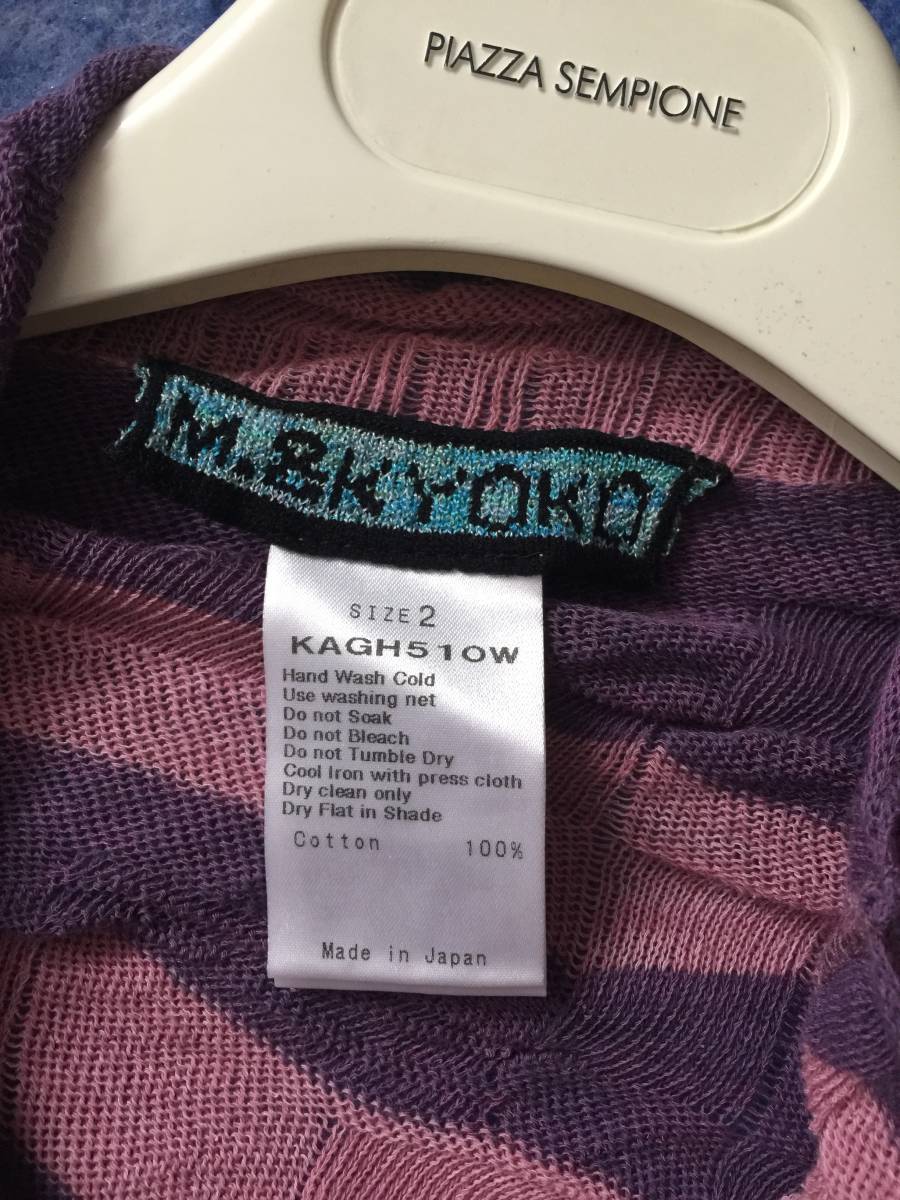 PIAZZA SEMPIONE
M.&KYOKO
SIZE 2
KAGH510W
Hand Wash Cold
Use washing net
Do not Soak
Do not Bleach
Do not Tumble Dry
Cool Iron with press cloth
Dry clean only
Dry Flat in Shade
Cotton 100%
Made in Japan